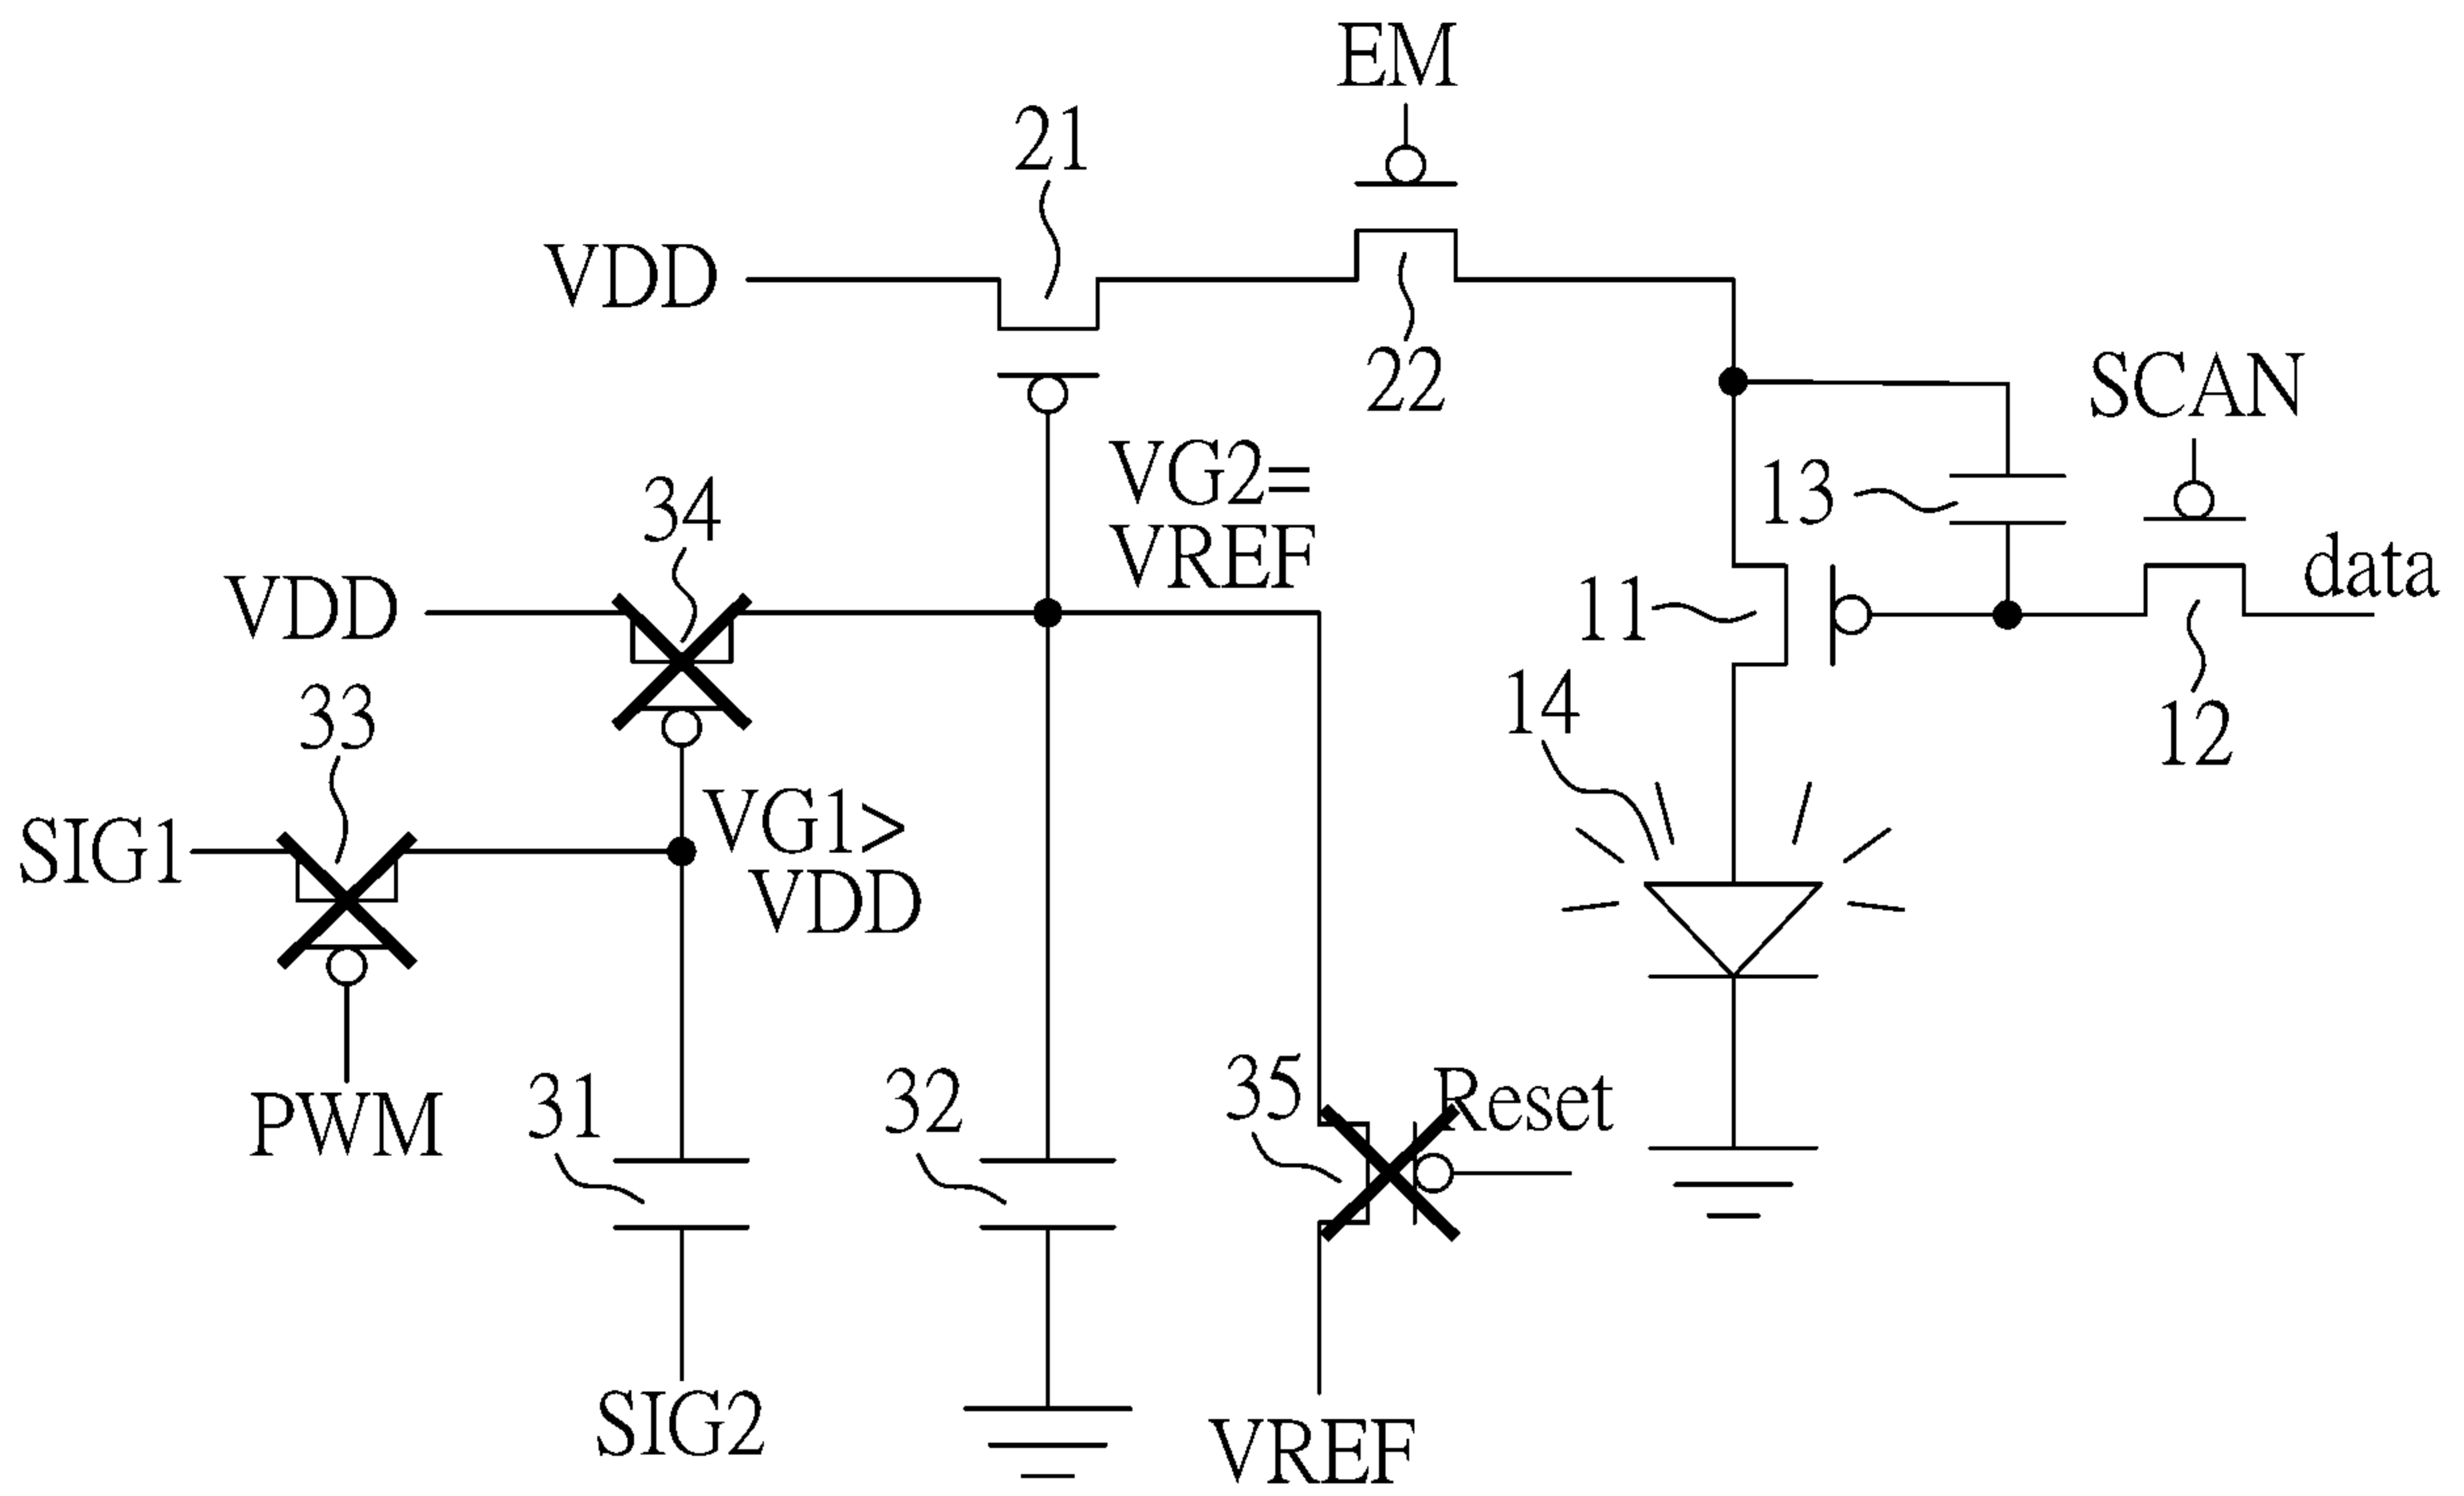 EM
21
VDD
22
SCAN
VG2=
VREF
34
13
data
VDD
11
33
14
12
VG1>
VDD
SIG1
PWM
31
32
35
Reset
SIG2
VREF